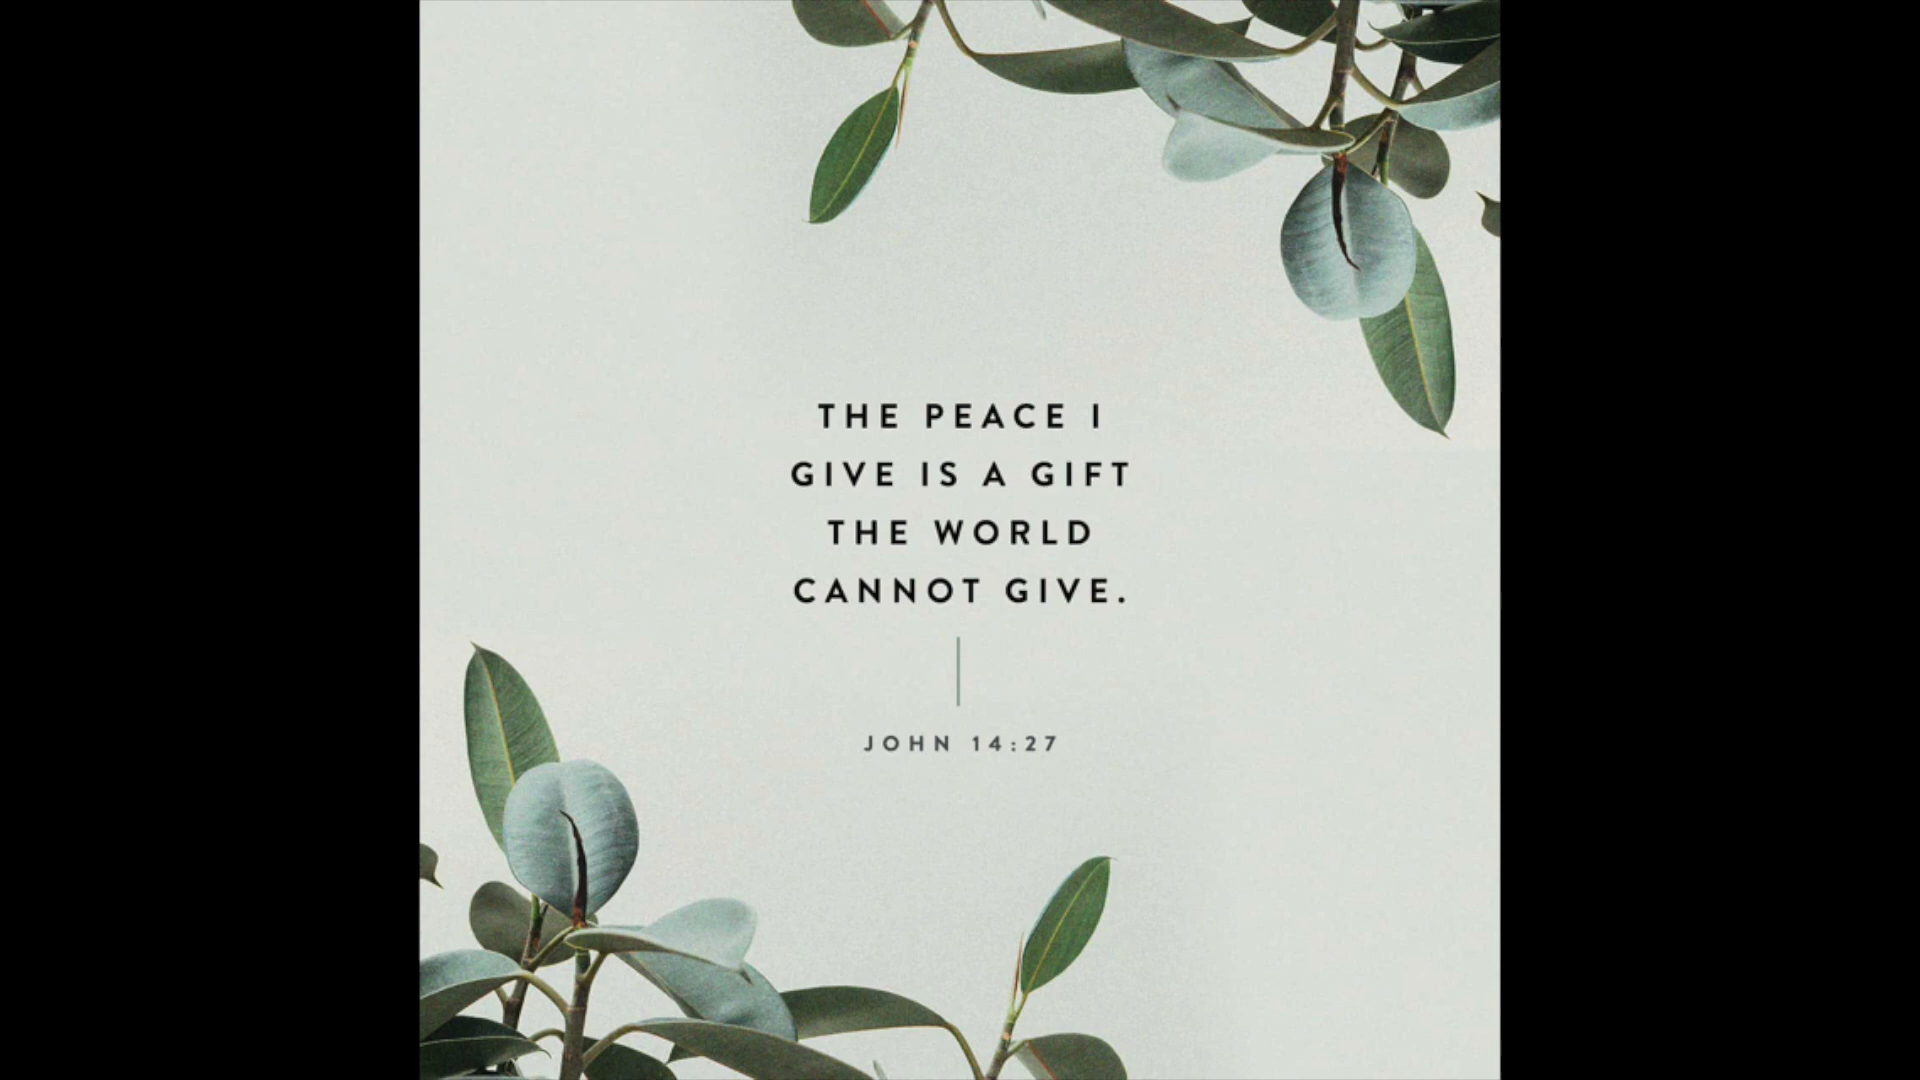 THE PEACE I
GIVE IS A GIFT
THE WORLD
CANNOT GIVE.
JOHN 14:27